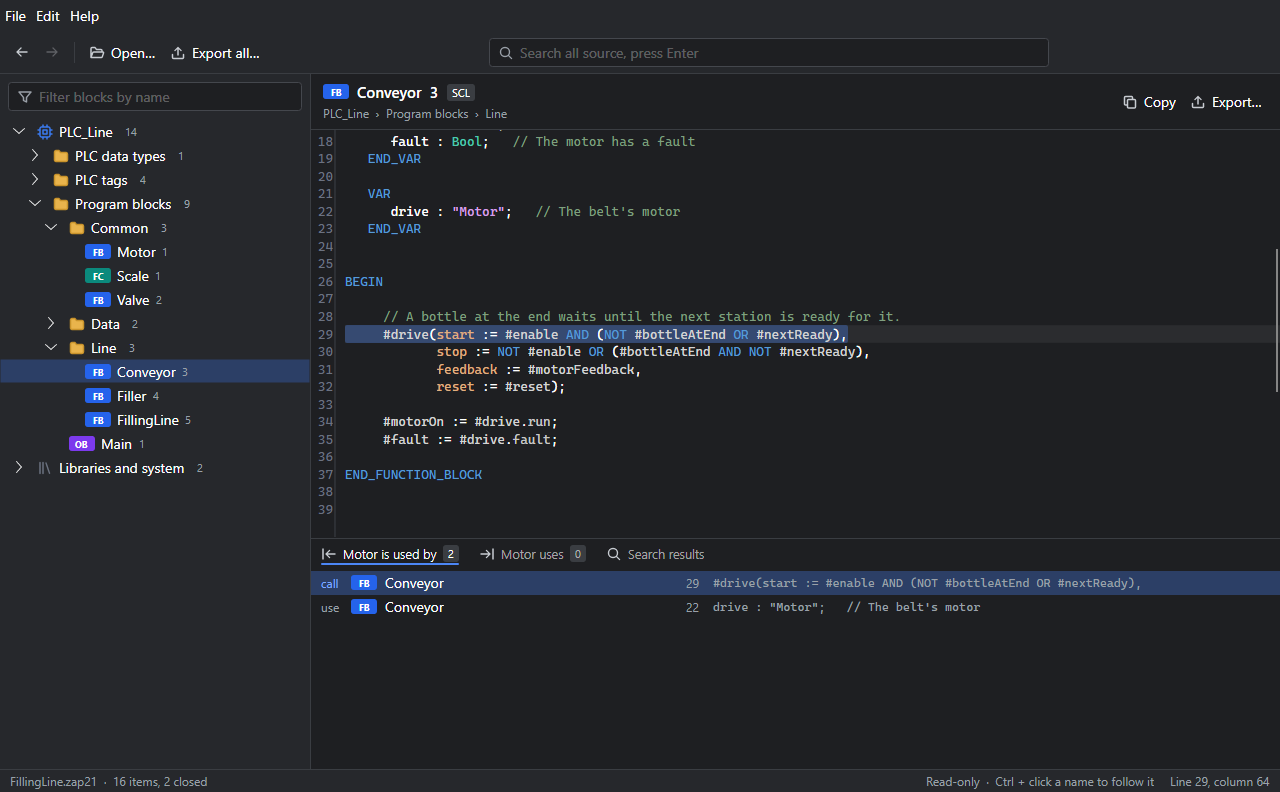 File Edit Help
Open... Export all... Search all source, press Enter
Filter blocks by name
PLC_Line 14
PLC data types 1
PLC tags 4
Program blocks 9
Common 3
FB Motor 1
FC Scale 1
FB Valve 2
Data 2
Line 3
FB Conveyor 3
FB Filler 4
FB FillingLine 5
OB Main 1
Libraries and system 2
FB Conveyor 3 SCL
PLC_Line › Program blocks › Line
Copy Export...
18 fault : Bool; // The motor has a fault
19 END_VAR
20
21 VAR
22 drive : "Motor"; // The belt's motor
23 END_VAR
24
25
26 BEGIN
27
28 // A bottle at the end waits until the next station is ready for it.
29 #drive(start := #enable AND (NOT #bottleAtEnd OR #nextReady),
30 stop := NOT #enable OR (#bottleAtEnd AND NOT #nextReady),
31 feedback := #motorFeedback,
32 reset := #reset);
33
34 #motorOn := #drive.run;
35 #fault := #drive.fault;
36
37 END_FUNCTION_BLOCK
38
39
Motor is used by 2 Motor uses 0 Search results
call FB Conveyor 29 #drive(start := #enable AND (NOT #bottleAtEnd OR #nextReady),
use FB Conveyor 22 drive : "Motor"; // The belt's motor
FillingLine.zap21 · 16 items, 2 closed
Read-only · Ctrl + click a name to follow it Line 29, column 64